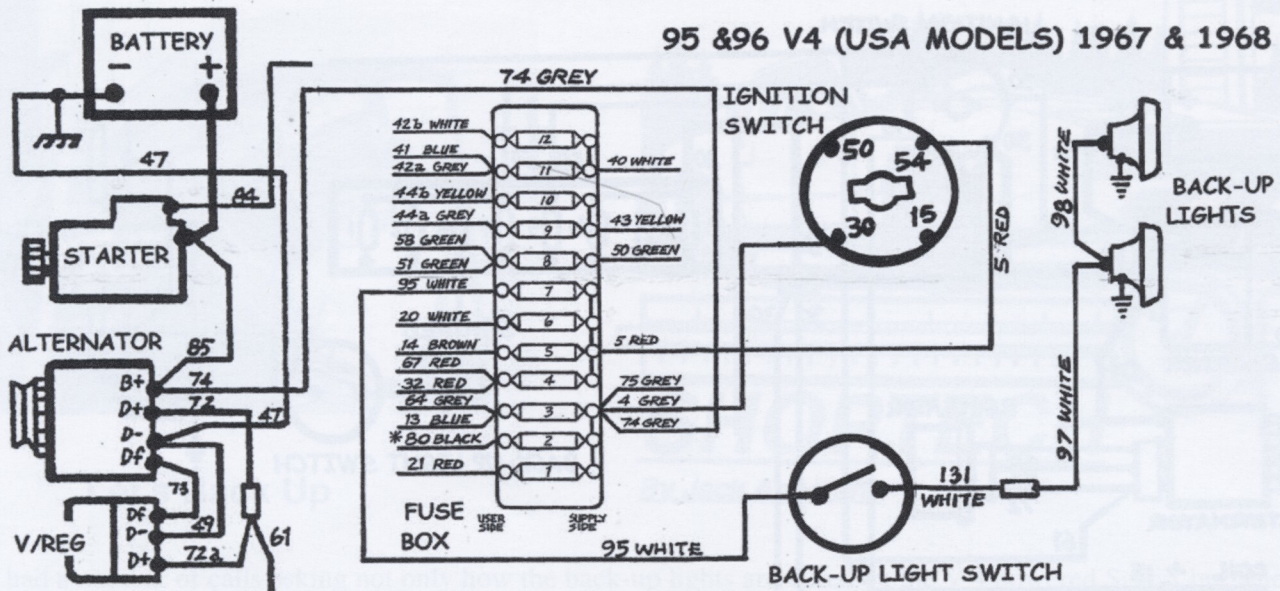 95 &96 V4 (USA MODELS) 1967 & 1968
BATTERY
- +
74 GREY
IGNITION
SWITCH
50
54
30
15
47
84
STARTER
42b WHITE
41 BLUE
42a GREY
44b YELLOW
44a GREY
58 GREEN
51 GREEN
95 WHITE
20 WHITE
14 BROWN
67 RED
32 RED
64 GREY
13 BLUE
*80 BLACK
21 RED
12
11
10
9
8
7
6
5
4
3
2
1
40 WHITE
43 YELLOW
50 GREEN
5 RED
75 GREY
4 GREY
74 GREY
5 RED
98 WHITE
BACK-UP
LIGHTS
97 WHITE
ALTERNATOR
85
B+
74
D+
72
D-
47
Df
73
V/REG
Df
D-
49
D+
72a
61
FUSE
BOX
USER
SIDE
SUPPLY
SIDE
95 WHITE
131
WHITE
BACK-UP LIGHT SWITCH